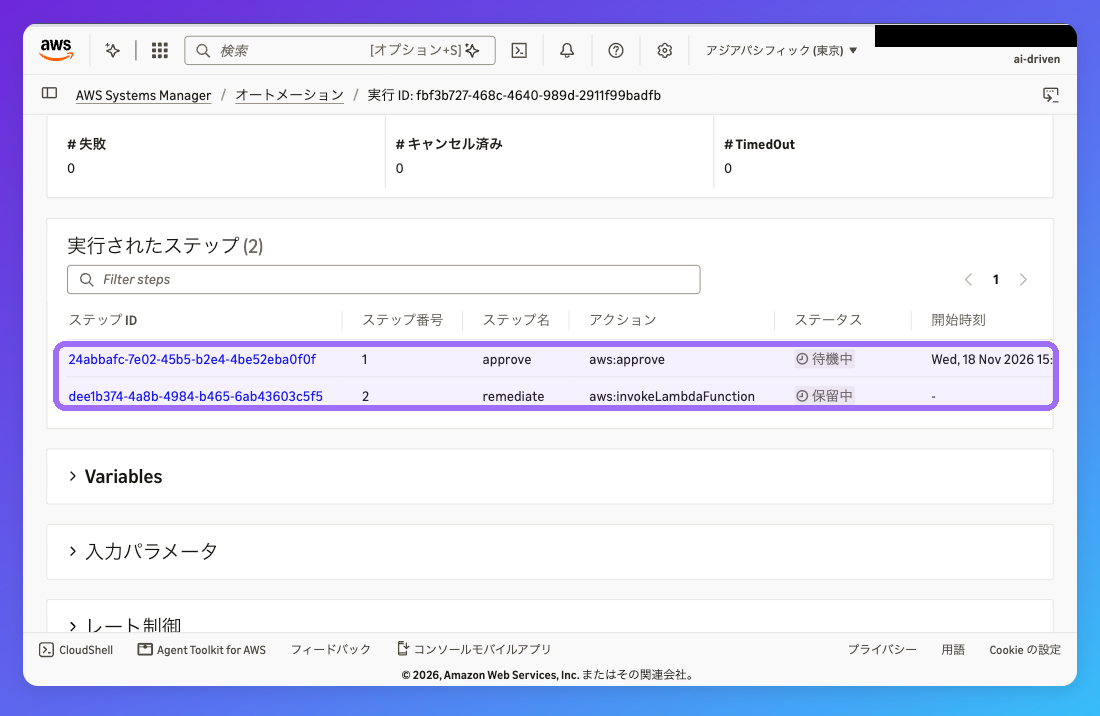 aws
検索 [オプション+S]
アジアパシフィック (東京) ▼
ai-driven
AWS Systems Manager / オートメーション / 実行 ID: fbf3b727-468c-4640-989d-2911f99badfb
# 失敗 # キャンセル済み # TimedOut
0 0 0
実行されたステップ (2)
Filter steps
1
ステップ ID ステップ番号 ステップ名 アクション ステータス 開始時刻
24abbafc-7e02-45b5-b2e4-4be52eba0f0f 1 approve aws:approve 待機中 Wed, 18 Nov 2026 15:
dee1b374-4a8b-4984-b465-6ab43603c5f5 2 remediate aws:invokeLambdaFunction 保留中 -
Variables
入力パラメータ
レート制御
CloudShell Agent Toolkit for AWS フィードバック コンソールモバイルアプリ プライバシー 用語 Cookie の設定
© 2026, Amazon Web Services, Inc. またはその関連会社。